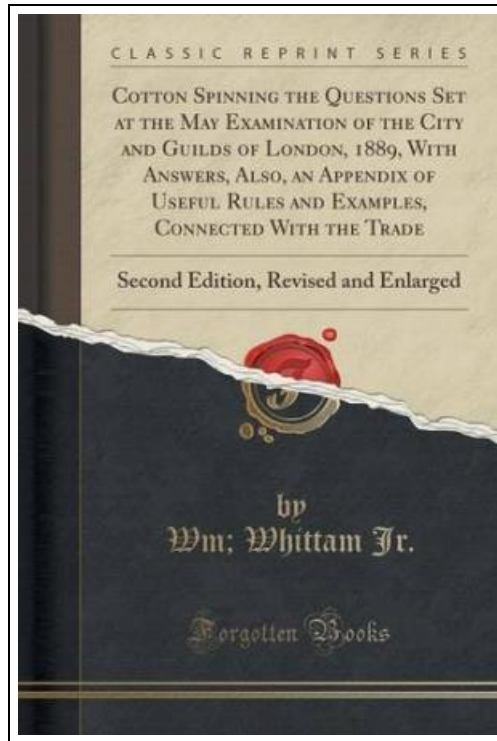 CLASSIC REPRINT SERIES
COTTON SPINNING THE QUESTIONS SET
AT THE MAY EXAMINATION OF THE CITY
AND GUILDS OF LONDON, 1889, WITH
ANSWERS, ALSO, AN APPENDIX OF
USEFUL RULES AND EXAMPLES,
CONNECTED WITH THE TRADE
Second Edition, Revised and Enlarged
by
Wm; Whittam Jr.
Forgotten Books